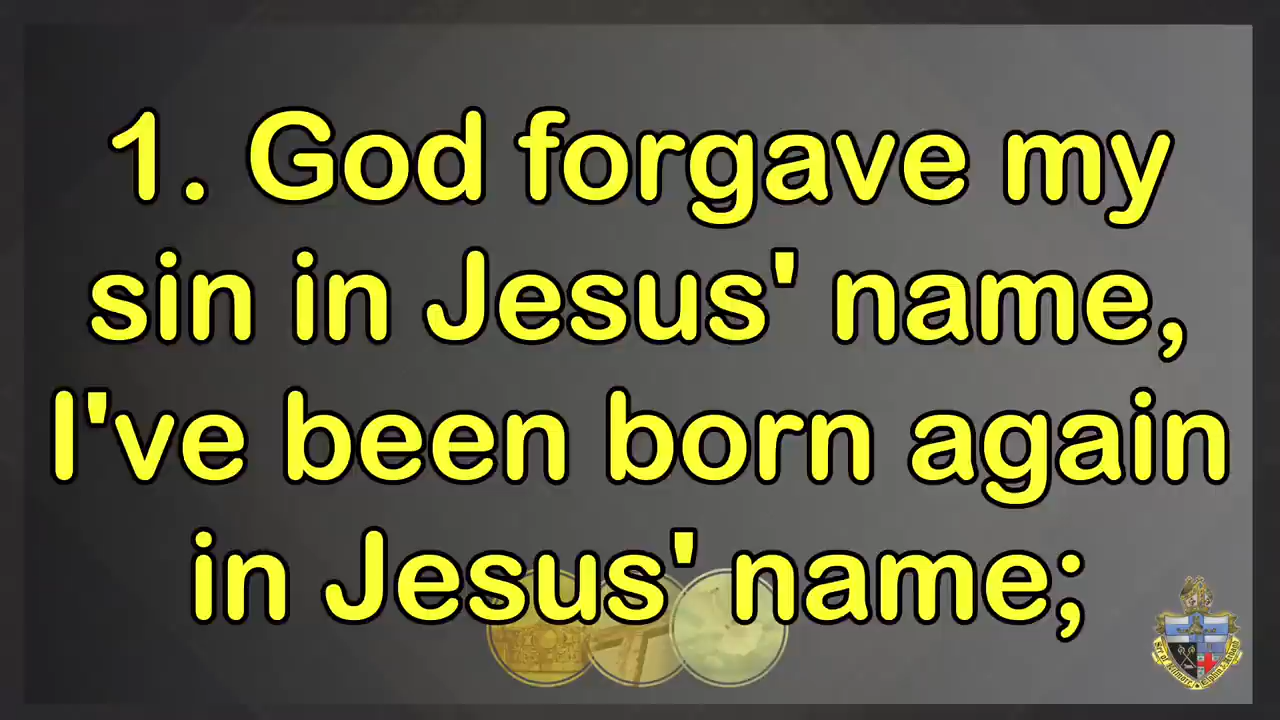 1. God forgave my
sin in Jesus' name,
I've been born again
in Jesus' name;